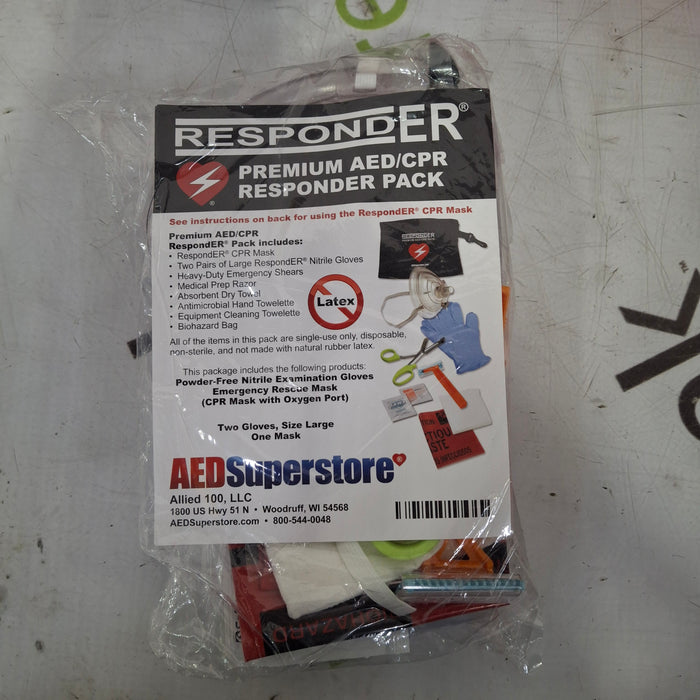 RESPONDER®
PREMIUM AED/CPR
RESPONDER PACK
See instructions on back for using the RespondER® CPR Mask
Premium AED/CPR
RespondER® Pack includes:
• RespondER® CPR Mask
• Two Pairs of Large RespondER® Nitrile Gloves
• Heavy-Duty Emergency Shears
• Medical Prep Razor
• Absorbent Dry Towel
• Antimicrobial Hand Towelette
• Equipment Cleaning Towelette
• Biohazard Bag
Latex
RESPONDER
All of the items in this pack are single-use only, disposable,
non-sterile, and not made with natural rubber latex.
This package includes the following products:
Powder-Free Nitrile Examination Gloves
Emergency Rescue Mask
(CPR Mask with Oxygen Port)
Two Gloves, Size Large
One Mask
AEDSuperstore®
Allied 100, LLC
1800 US Hwy 51 N • Woodruff, WI 54568
AEDSuperstore.com • 800-544-0048